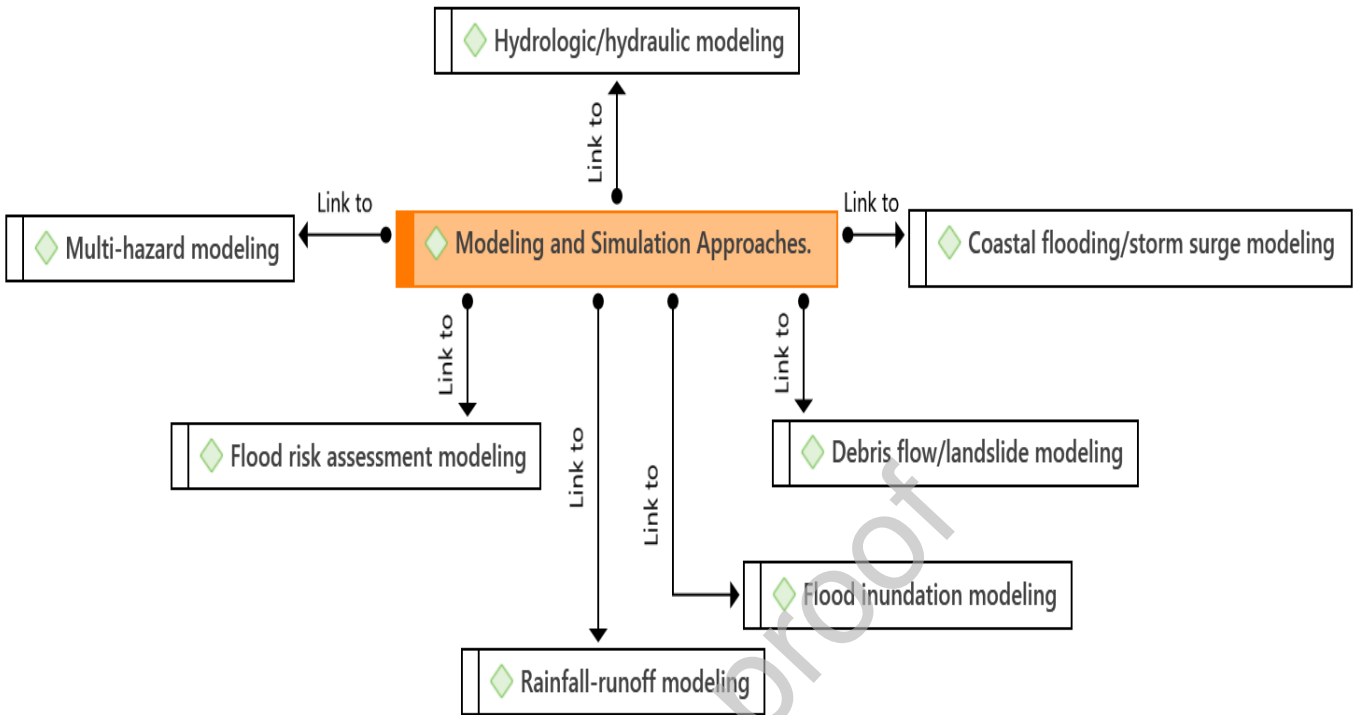 Hydrologic/hydraulic modeling
Link to
Link to
Link to
Multi-hazard modeling
Modeling and Simulation Approaches.
Coastal flooding/storm surge modeling
Link to
Link to
Link to
Link to
Flood risk assessment modeling
Debris flow/landslide modeling
Flood inundation modeling
Rainfall-runoff modeling
proof